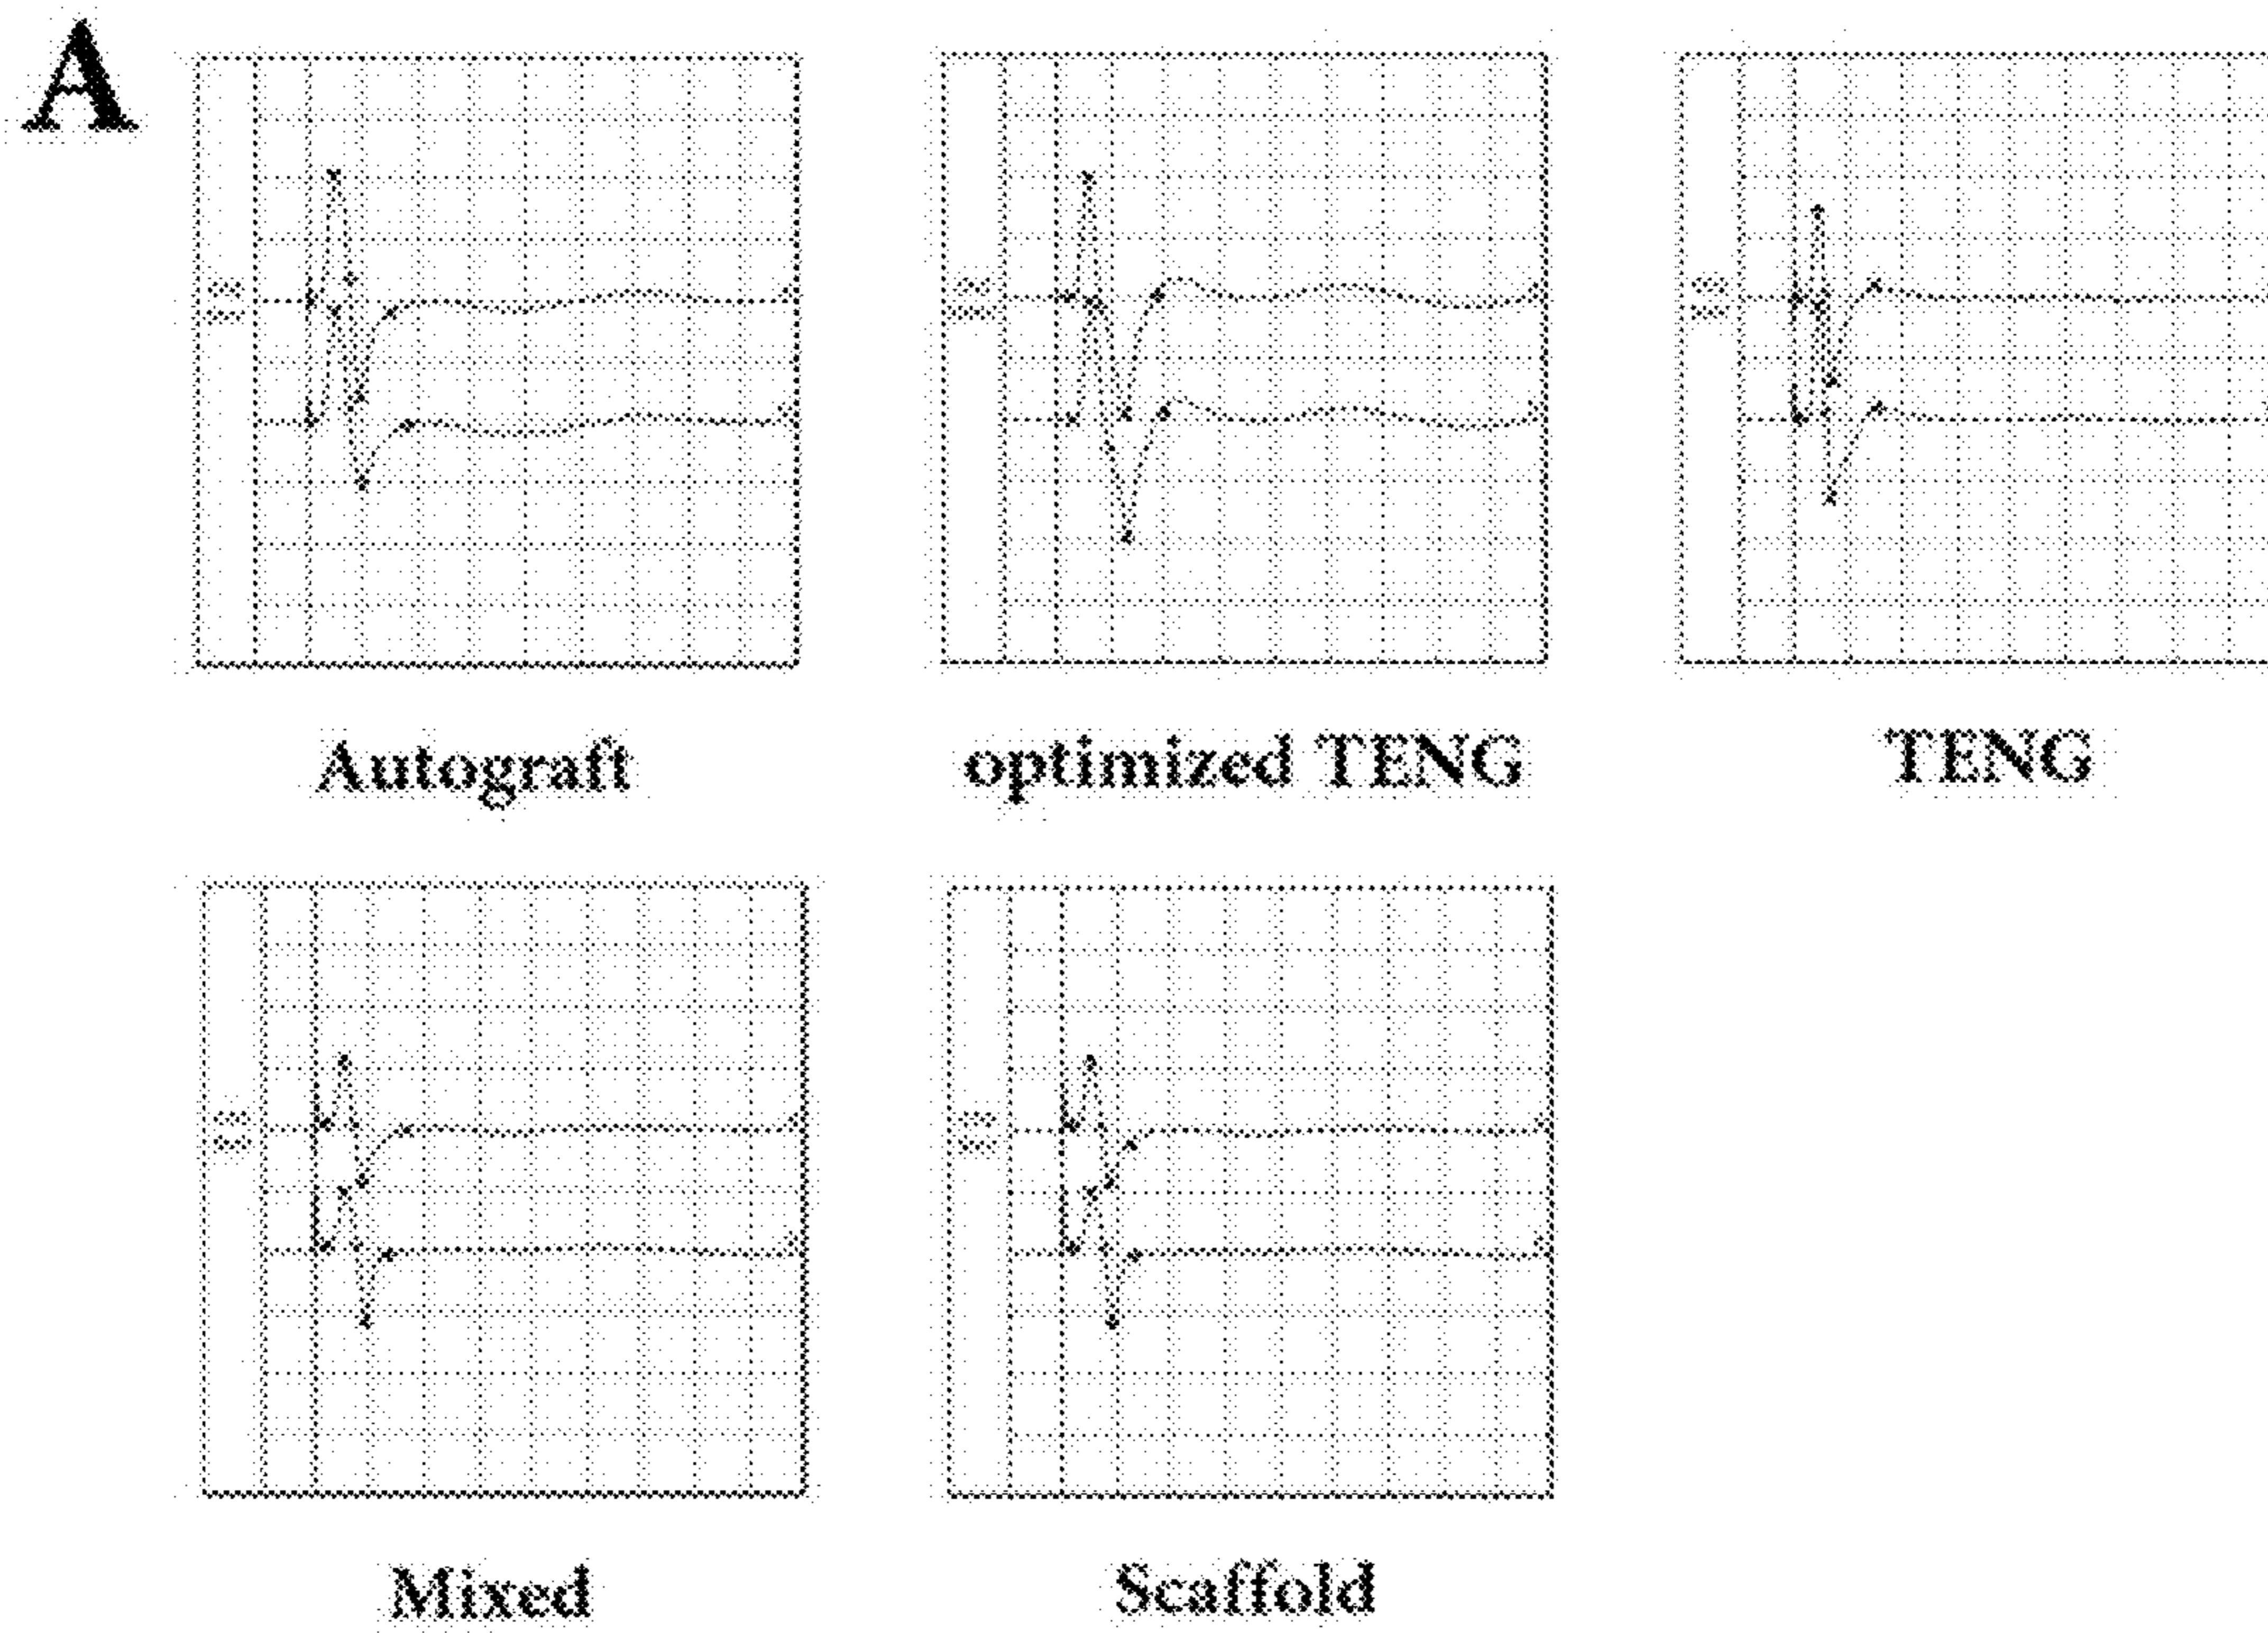 A
Autograft
optimized TENG
TENG
Mixed
Scaffold